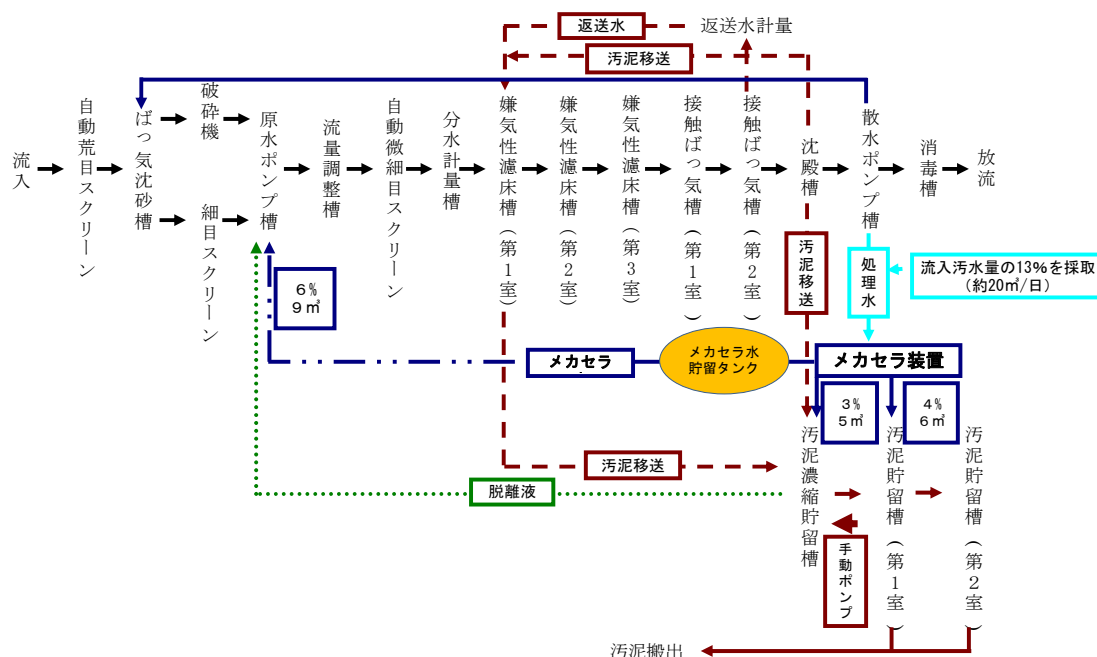 返送水
返送水計量
汚泥移送
流入
自動荒目スクリーン
ばっ気沈砂槽
破砕機
細目スクリーン
原水ポンプ槽
流量調整槽
自動微細目スクリーン
分水計量槽
嫌気性濾床槽（第1室）
嫌気性濾床槽（第2室）
嫌気性濾床槽（第3室）
接触ばっ気槽（第1室）
接触ばっ気槽（第2室）
沈殿槽
散水ポンプ槽
消毒槽
放流
汚泥移送
処理水
流入汚水量の13%を採取
（約20㎥/日）
6%
9㎥
メカセラ
メカセラ水
貯留タンク
メカセラ装置
3%
5㎥
4%
6㎥
汚泥移送
脱離液
汚泥濃縮貯留槽
汚泥貯留槽（第1室）
汚泥貯留槽（第2室）
手動ポンプ
汚泥搬出